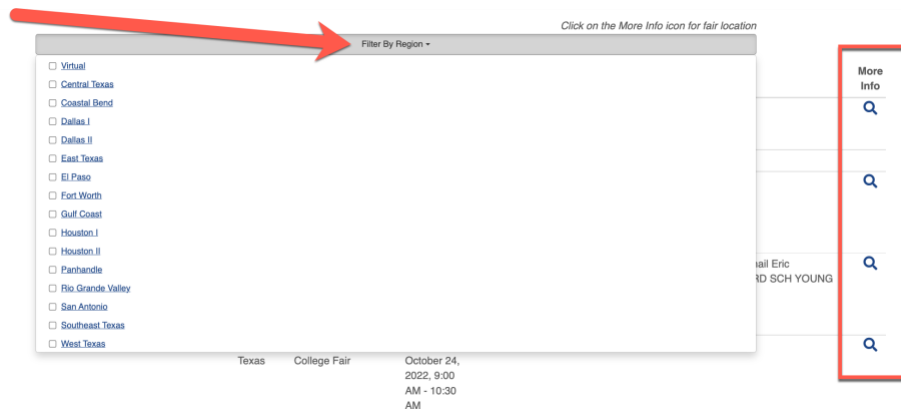 Click on the More Info icon for fair location
Filter By Region
More
Info
Virtual
Central Texas
Coastal Bend
Dallas I
Dallas II
East Texas
El Paso
Fort Worth
Gulf Coast
Houston I
Houston II
Panhandle
Rio Grande Valley
San Antonio
Southeast Texas
West Texas
Eric
SCH YOUNG
Texas College Fair October 24,
2022, 9:00
AM - 10:30
AM